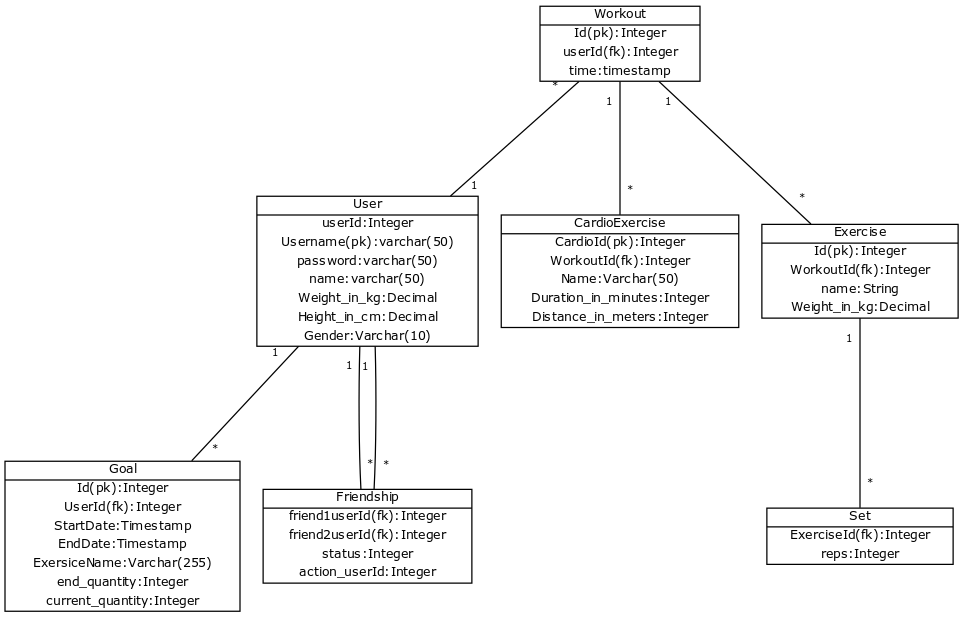 Workout
Id(pk):Integer
userId(fk):Integer
time:timestamp
*
1
1
1
*
*
User
userId:Integer
Username(pk):varchar(50)
password:varchar(50)
name:varchar(50)
Weight_in_kg:Decimal
Height_in_cm:Decimal
Gender:Varchar(10)
CardioExercise
CardioId(pk):Integer
WorkoutId(fk):Integer
Name:Varchar(50)
Duration_in_minutes:Integer
Distance_in_meters:Integer
Exercise
Id(pk):Integer
WorkoutId(fk):Integer
name:String
Weight_in_kg:Decimal
1
1
1
1
*
*
*
*
Goal
Id(pk):Integer
UserId(fk):Integer
StartDate:Timestamp
EndDate:Timestamp
ExersiceName:Varchar(255)
end_quantity:Integer
current_quantity:Integer
Friendship
friend1userId(fk):Integer
friend2userId(fk):Integer
status:Integer
action_userId:Integer
Set
ExerciseId(fk):Integer
reps:Integer